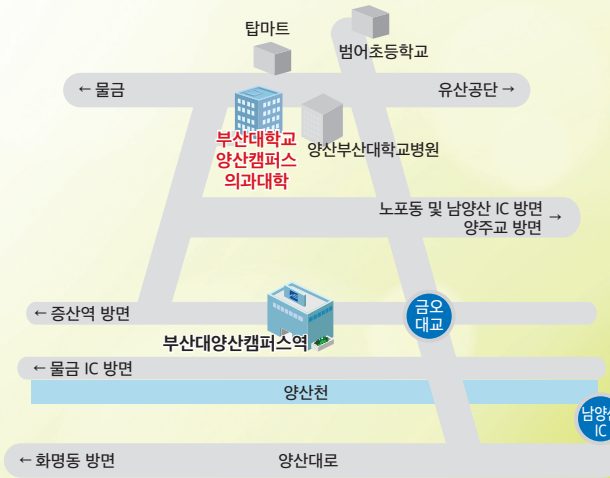 탑마트
범어초등학교
← 물금
유산공단 →
부산대학교
양산캠퍼스
의과대학
양산부산대학교병원
노포동 및 남양산 IC 방면
양주교 방면 →
← 증산역 방면
금오
대교
부산대양산캠퍼스역
← 물금 IC 방면
양산천
남양산
IC
← 화명동 방면
양산대로